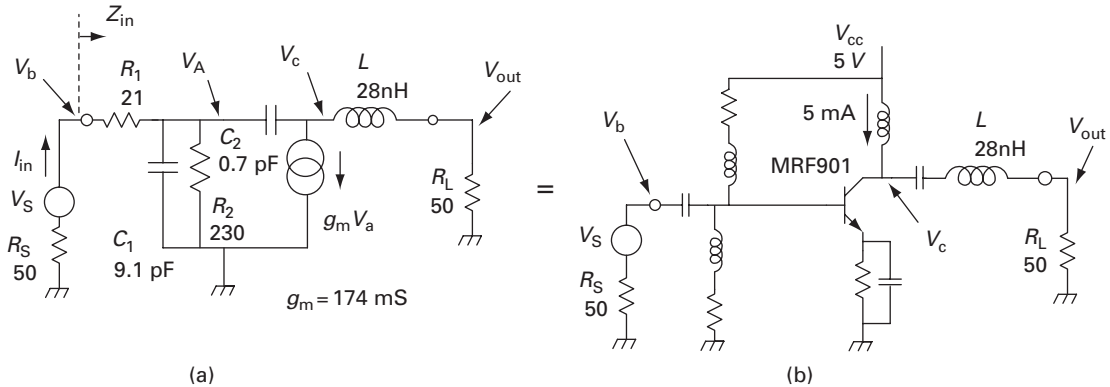 Z_in
V_b
R_1
21
V_A
V_c
L
28nH
V_out
I_in
V_S
R_S
50
C_1
9.1 pF
C_2
0.7 pF
R_2
230
g_mV_a
R_L
50
g_m = 174 mS
(a)
=
V_cc
5 V
5 mA
V_b
MRF901
L
28nH
V_out
V_c
V_S
R_S
50
R_L
50
(b)